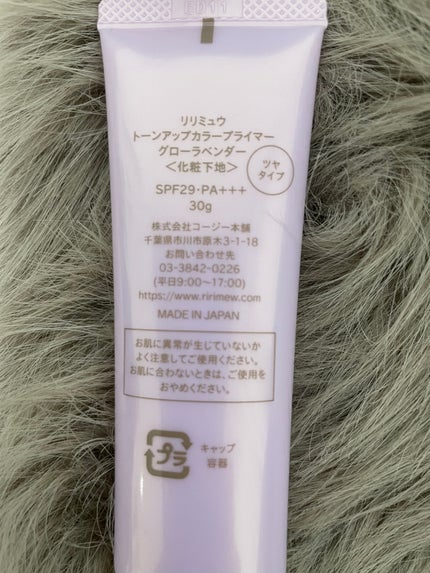 ED11
リリミュウ
トーンアップカラープライマー
グローラベンダー
<化粧下地>
ツヤ
タイプ
SPF29・PA+++
30g
株式会社コージー本舗
千葉県市川市原木3-1-18
お問い合わせ先
03-3842-0226
(平日9:00〜17:00)
https://www.ririmew.com
MADE IN JAPAN
お肌に異常が生じていないか
よく注意してご使用ください。
お肌に合わないときは、ご使用を
おやめください。
プラ
キャップ
容器